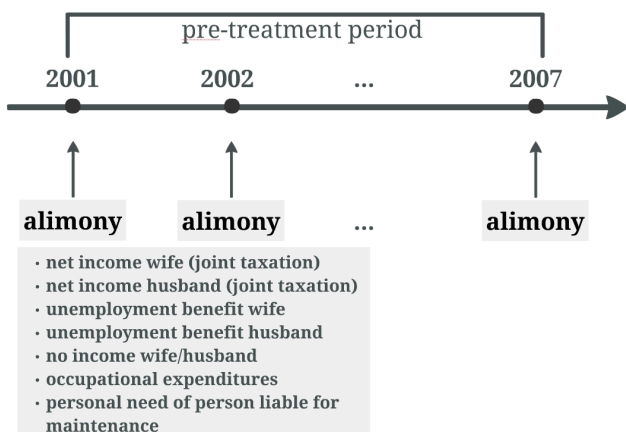 pre-treatment period
2001 2002 ... 2007
alimony alimony ... alimony
· net income wife (joint taxation)
· net income husband (joint taxation)
· unemployment benefit wife
· unemployment benefit husband
· no income wife/husband
· occupational expenditures
· personal need of person liable for
maintenance